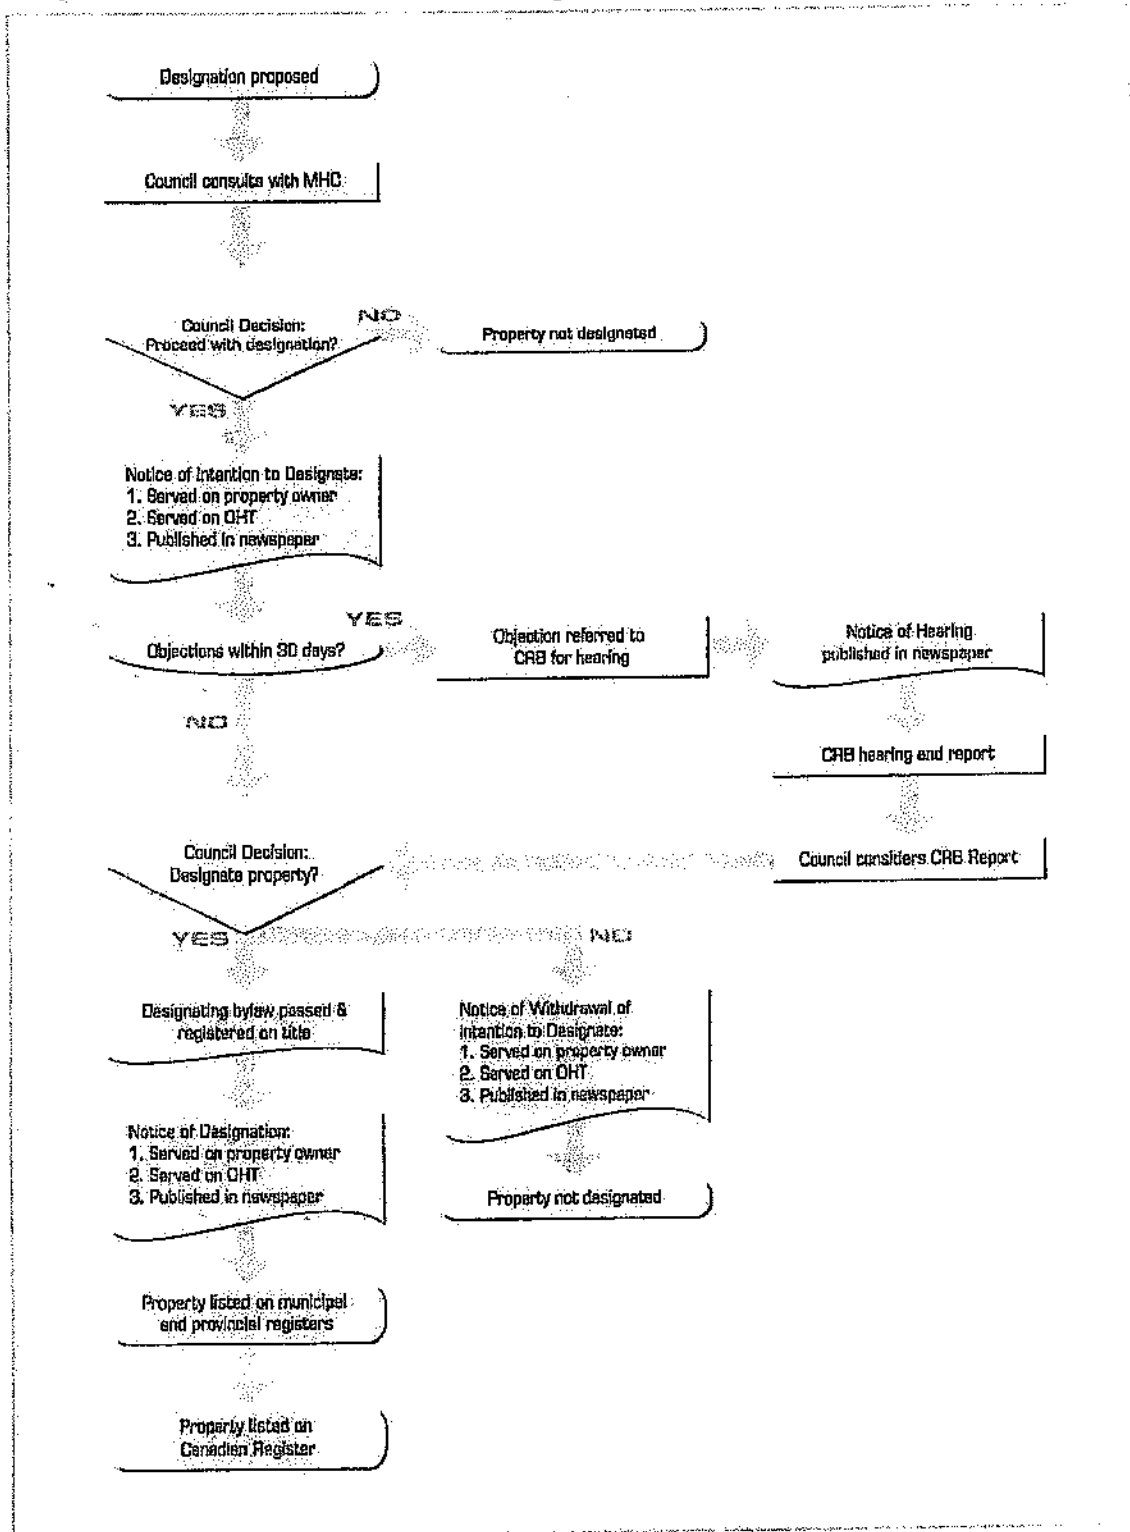 Designation proposed
Council consults with MHC
Council Decision:
Proceed with designation?
NO
Property not designated
YES
Notice of Intention to Designate:
1. Served on property owner
2. Served on OHT
3. Published in newspaper
Objections within 30 days?
YES
Objection referred to
CRB for hearing
Notice of Hearing
published in newspaper
NO
CRB hearing and report
Council considers CRB Report
Council Decision:
Designate property?
YES
NO
Designating bylaw passed &
registered on title
Notice of Withdrawal of
Intention to Designate:
1. Served on property owner
2. Served on OHT
3. Published in newspaper
Notice of Designation:
1. Served on property owner
2. Served on OHT
3. Published in newspaper
Property not designated
Property listed on municipal
and provincial registers
Property listed on
Canadian Register